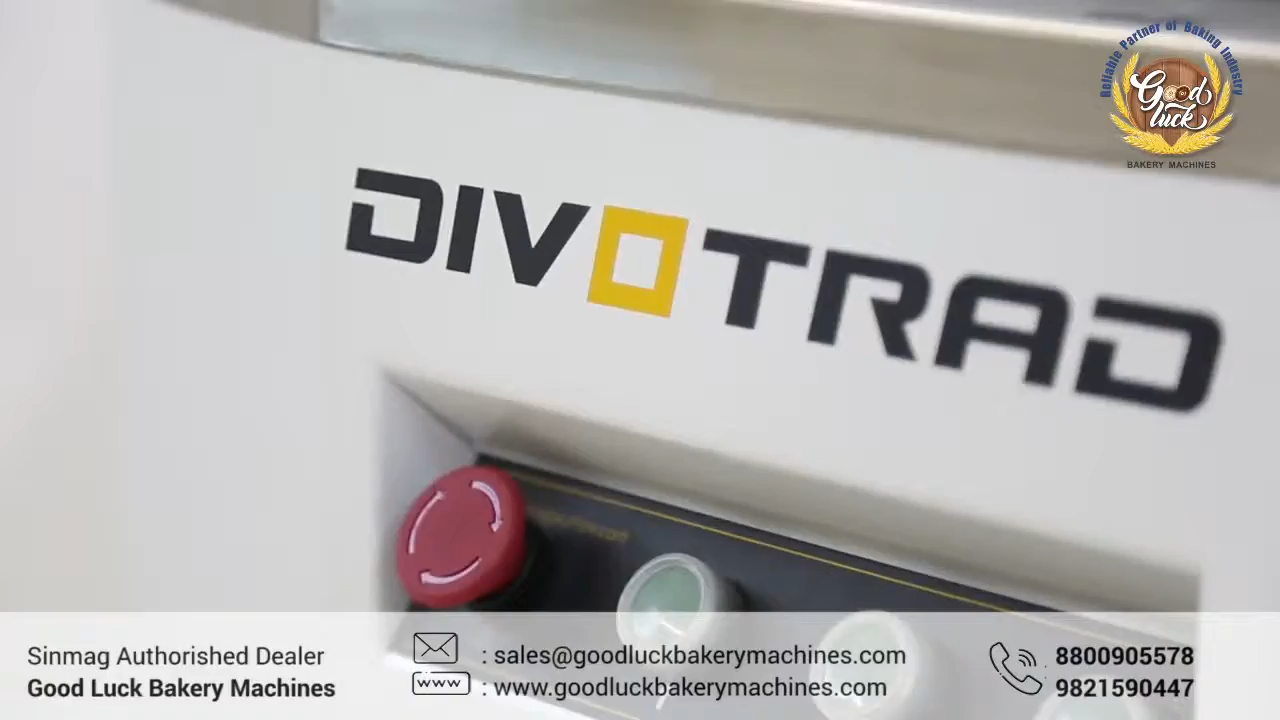 Reliable Partner of Baking Industry
Good
luck
BAKERY MACHINES
DIVOTRAD
Sinmag Authorished Dealer
Good Luck Bakery Machines
: sales@goodluckbakerymachines.com
www : www.goodluckbakerymachines.com
8800905578
9821590447